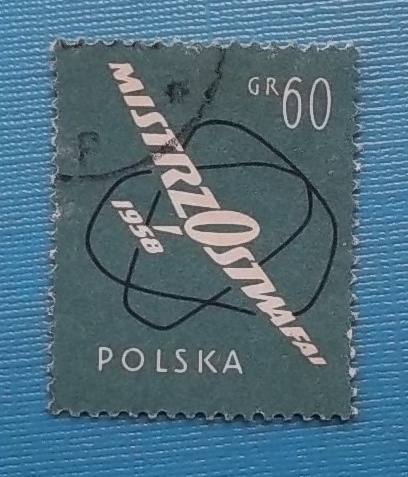 GR 60
MISTRZOSTWA FAI
1958
POLSKA